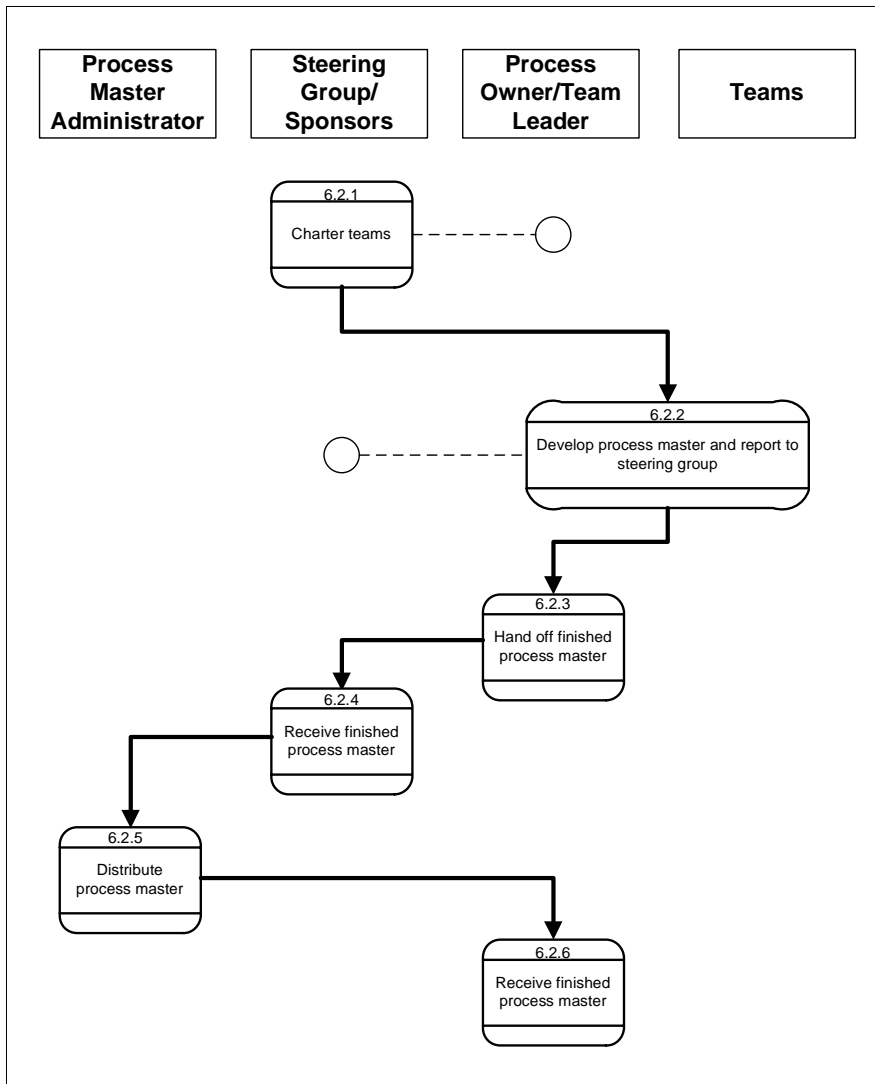 Process
Master
Administrator
Steering
Group/
Sponsors
Process
Owner/Team
Leader
Teams
6.2.1
Charter teams
6.2.2
Develop process master and report to
steering group
6.2.3
Hand off finished
process master
6.2.4
Receive finished
process master
6.2.5
Distribute
process master
6.2.6
Receive finished
process master